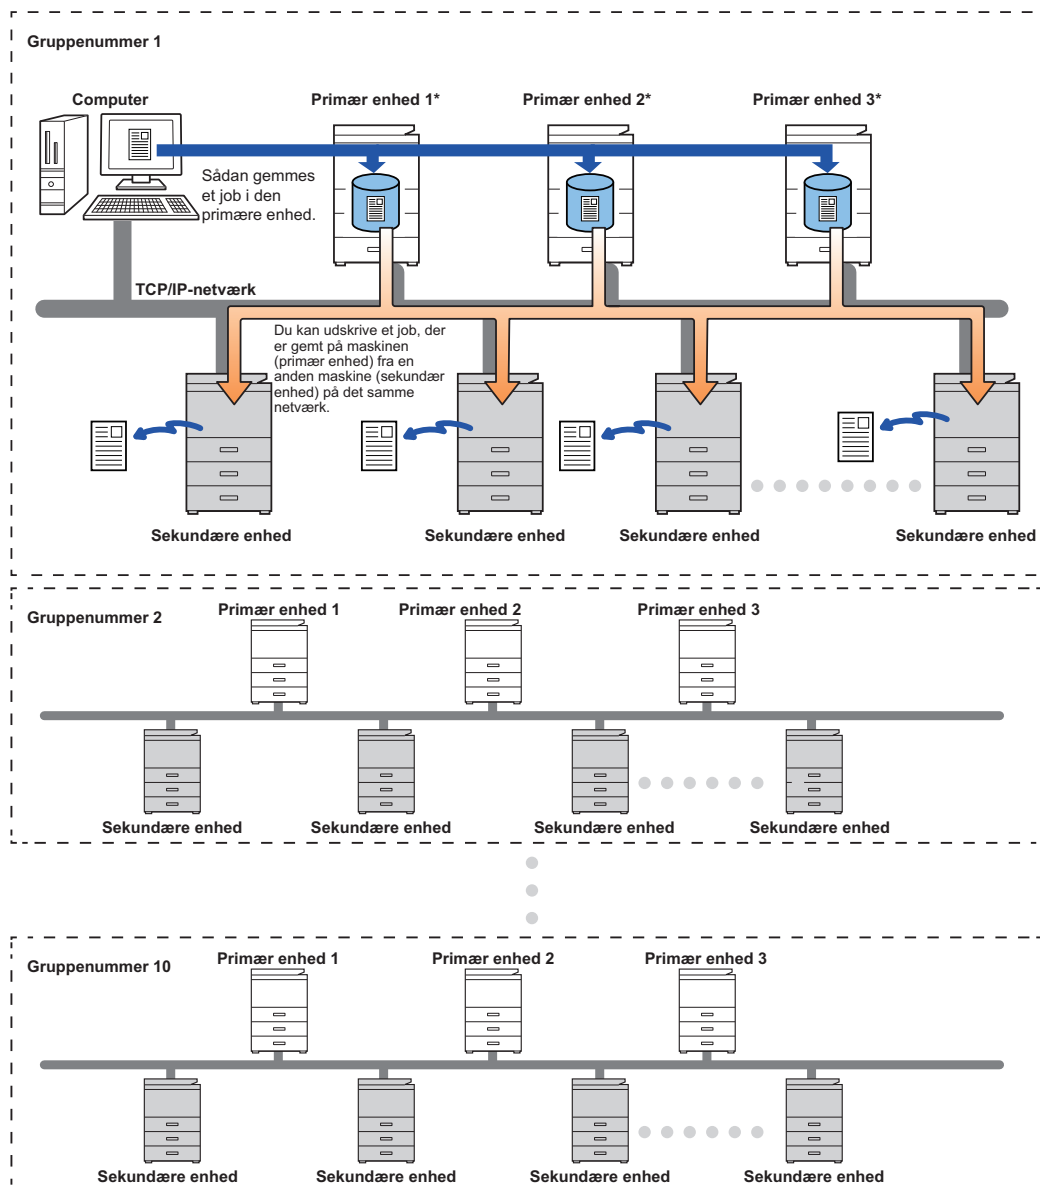 Gruppenummer 1
Computer
Primær enhed 1*
Primær enhed 2*
Primær enhed 3*
Sådan gemmes
et job i den
primære enhed.
TCP/IP-netværk
Du kan udskrive et job, der
er gemt på maskinen
(primær enhed) fra en
anden maskine (sekundær
enhed) på det samme
netværk.
Sekundære enhed
Sekundære enhed
Sekundære enhed
Sekundære enhed
Gruppenummer 2
Primær enhed 1
Primær enhed 2
Primær enhed 3
Sekundære enhed
Sekundære enhed
Sekundære enhed
Sekundære enhed
Gruppenummer 10
Primær enhed 1
Primær enhed 2
Primær enhed 3
Sekundære enhed
Sekundære enhed
Sekundære enhed
Sekundære enhed